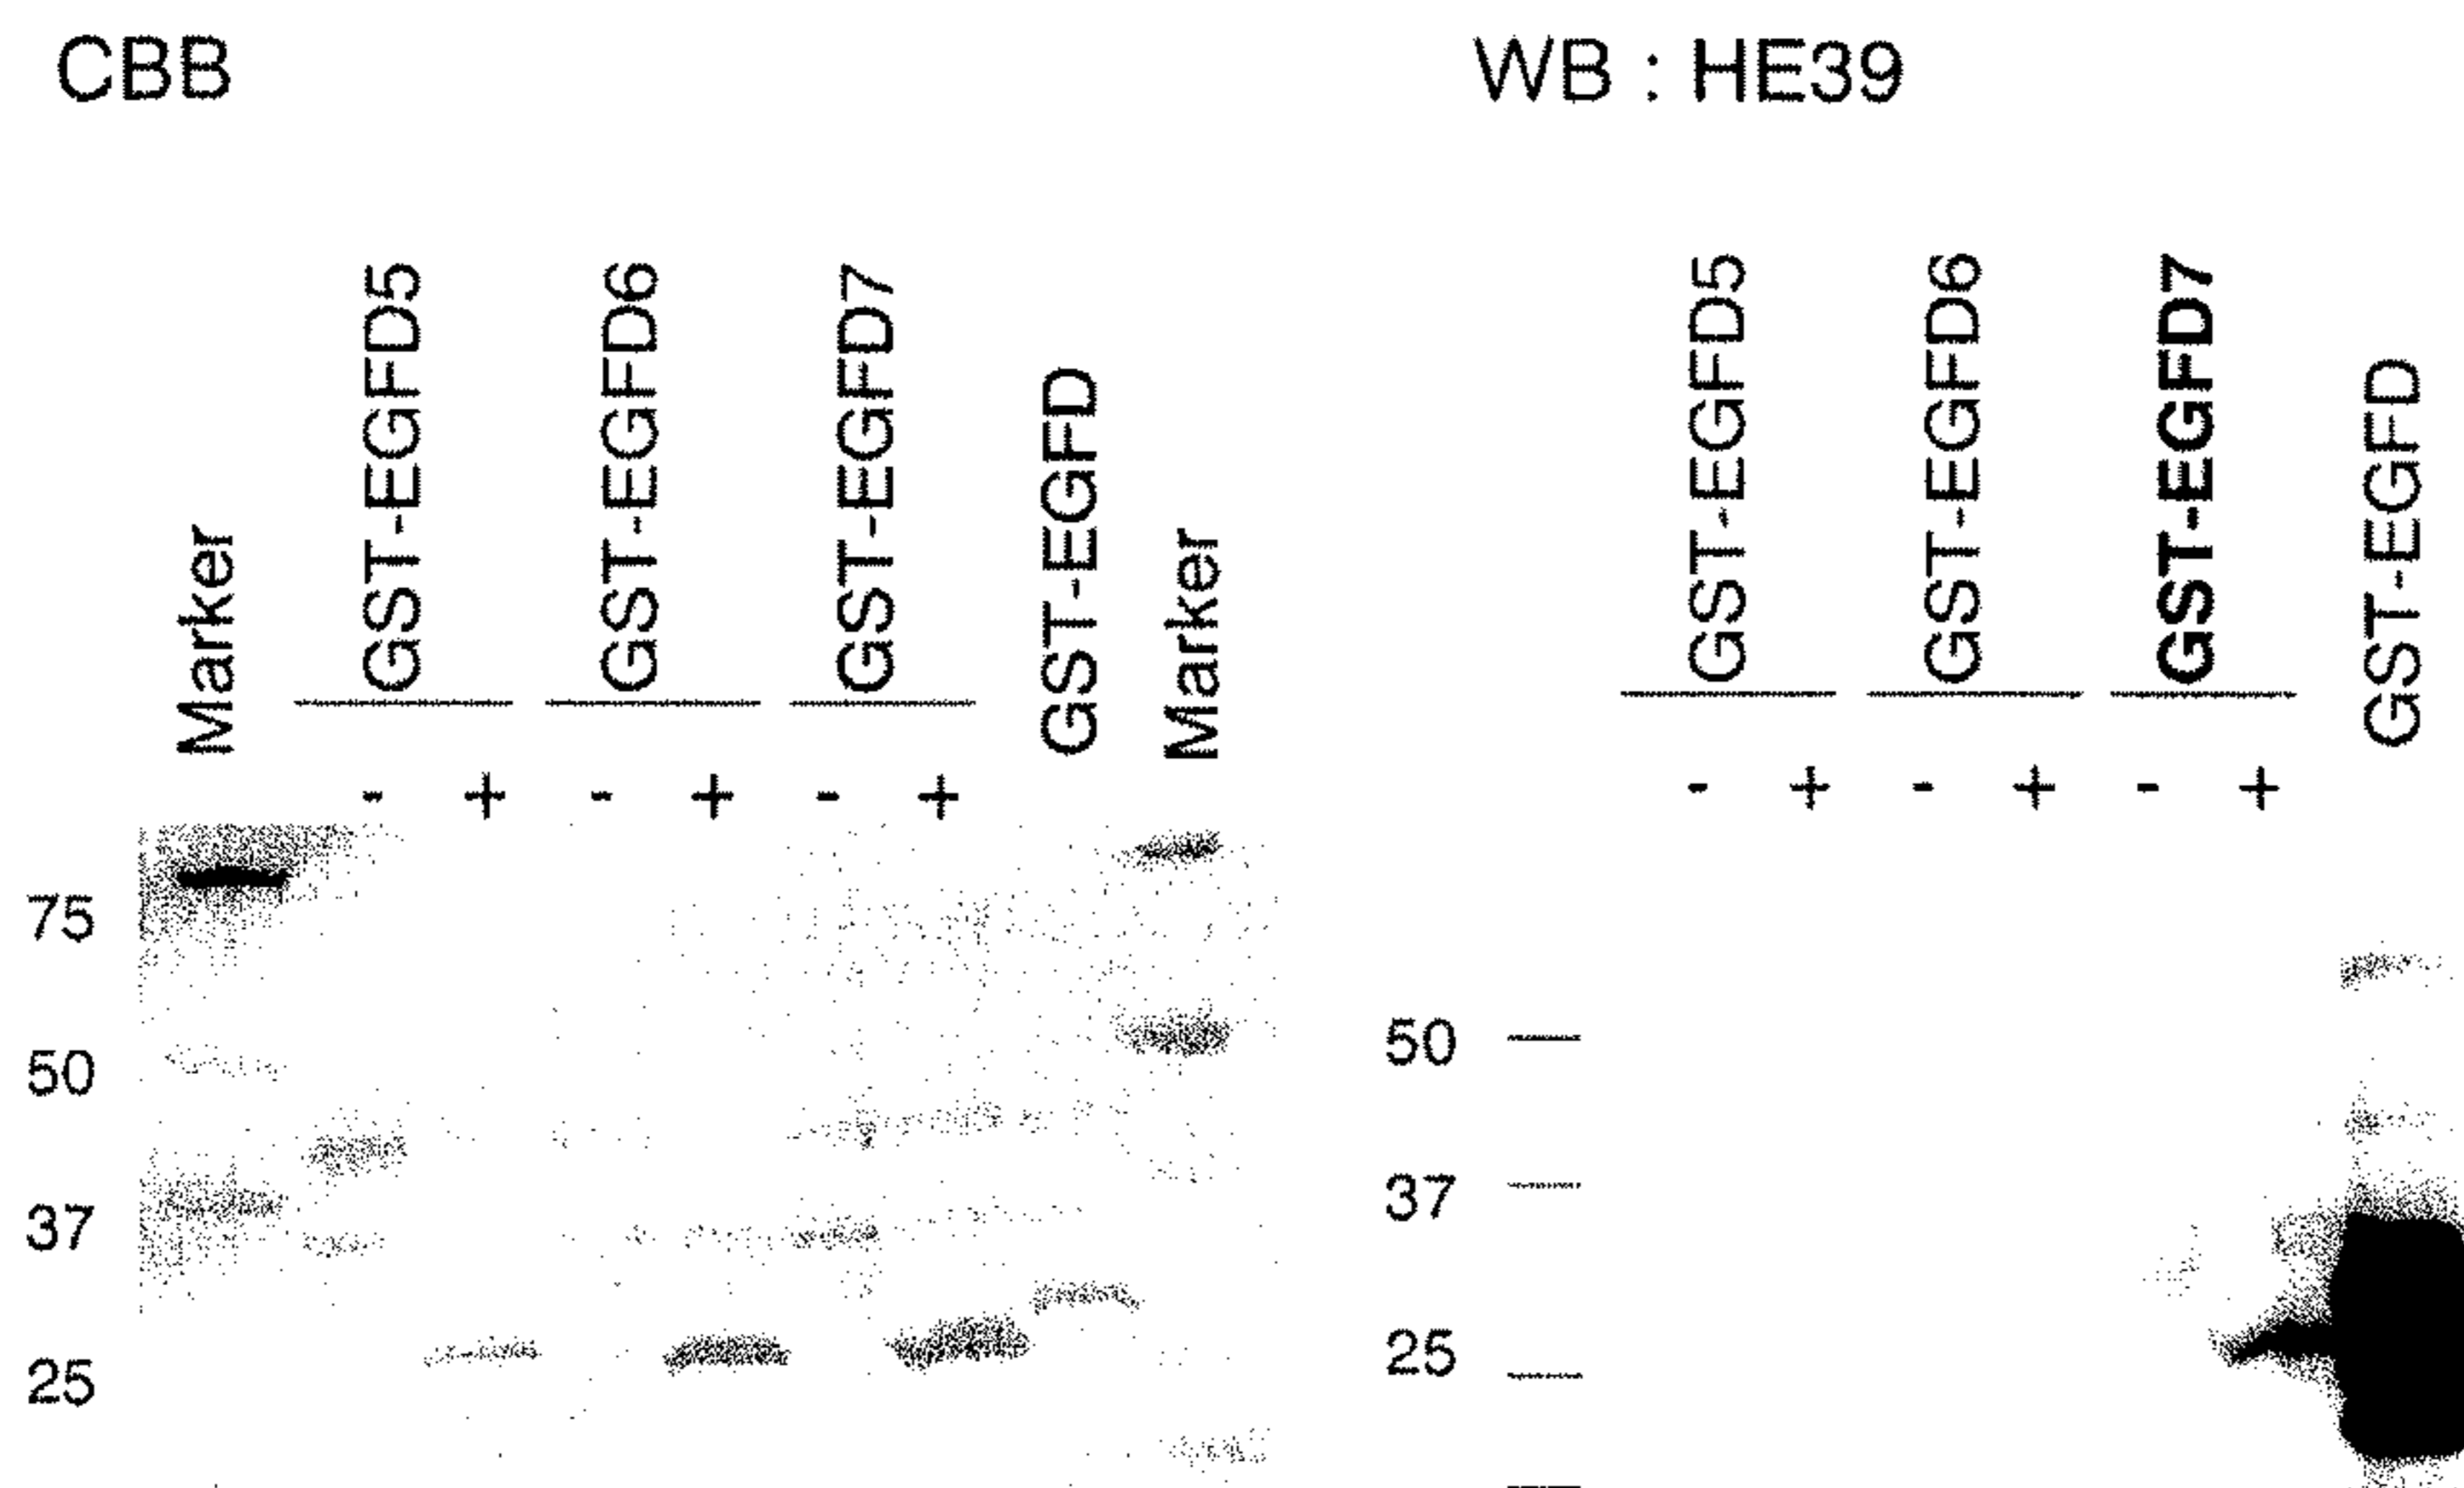 CBB
Marker
GST-EGFD5
GST-EGFD6
GST-EGFD7
GST-EGFD
Marker
- + - + - +
75
50
37
25
WB : HE39
GST-EGFD5
GST-EGFD6
GST-EGFD7
GST-EGFD
- + - + - +
50
37
25